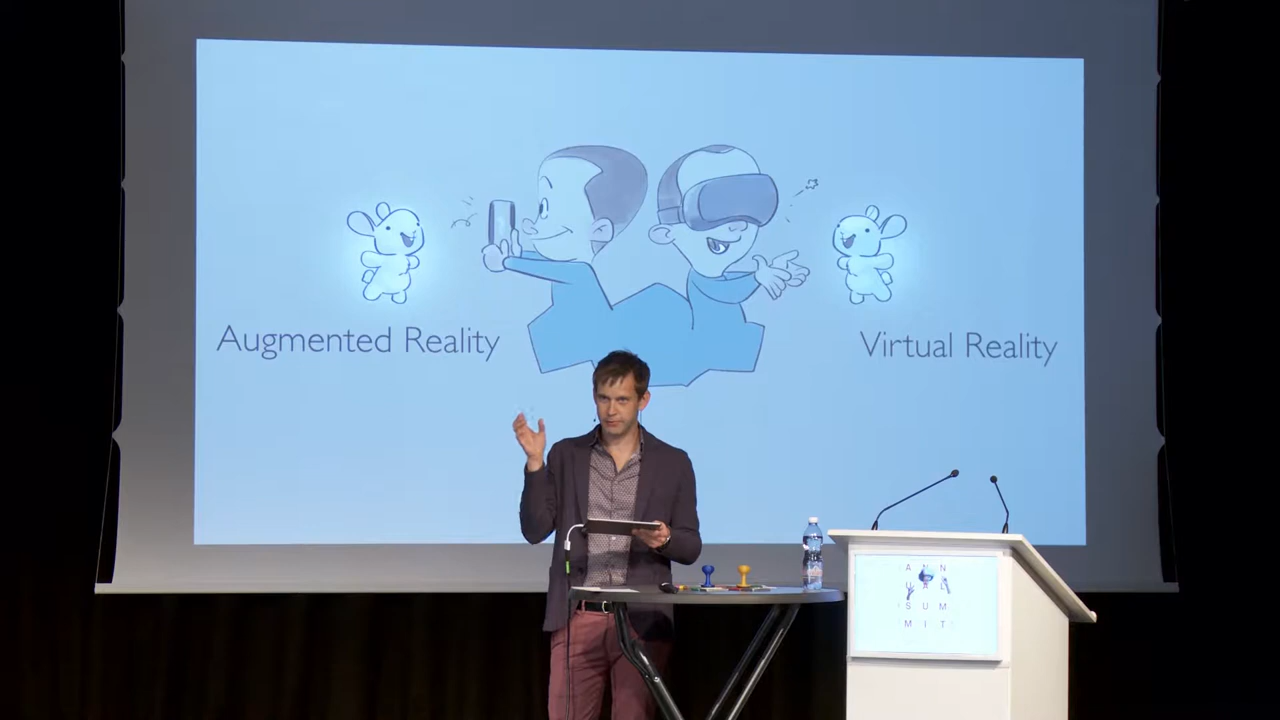 Augmented Reality
Virtual Reality
A N N
U A L
S U M
M I T